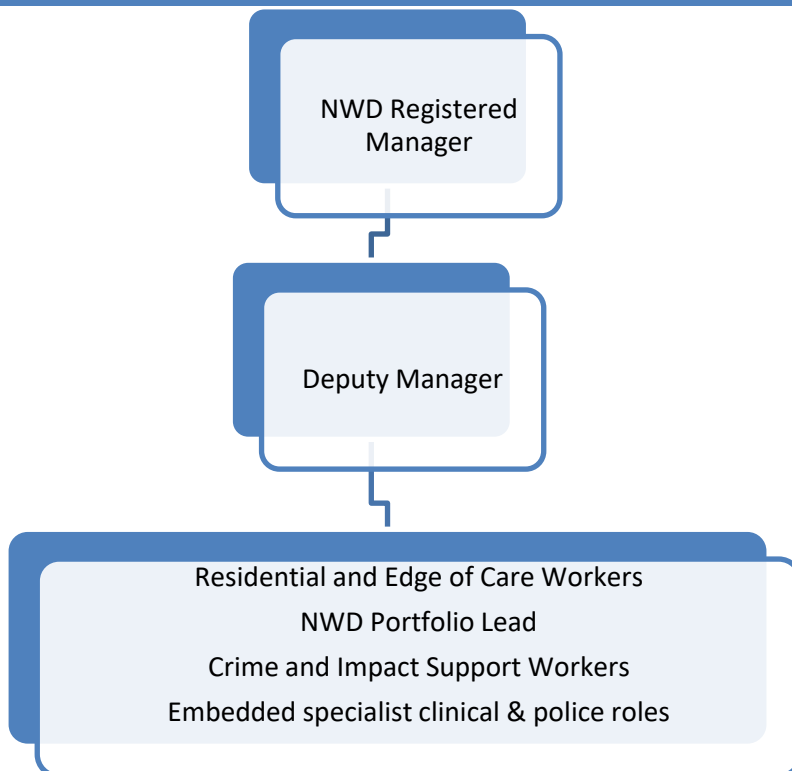 NWD Registered
Manager
Deputy Manager
Residential and Edge of Care Workers
NWD Portfolio Lead
Crime and Impact Support Workers
Embedded specialist clinical & police roles